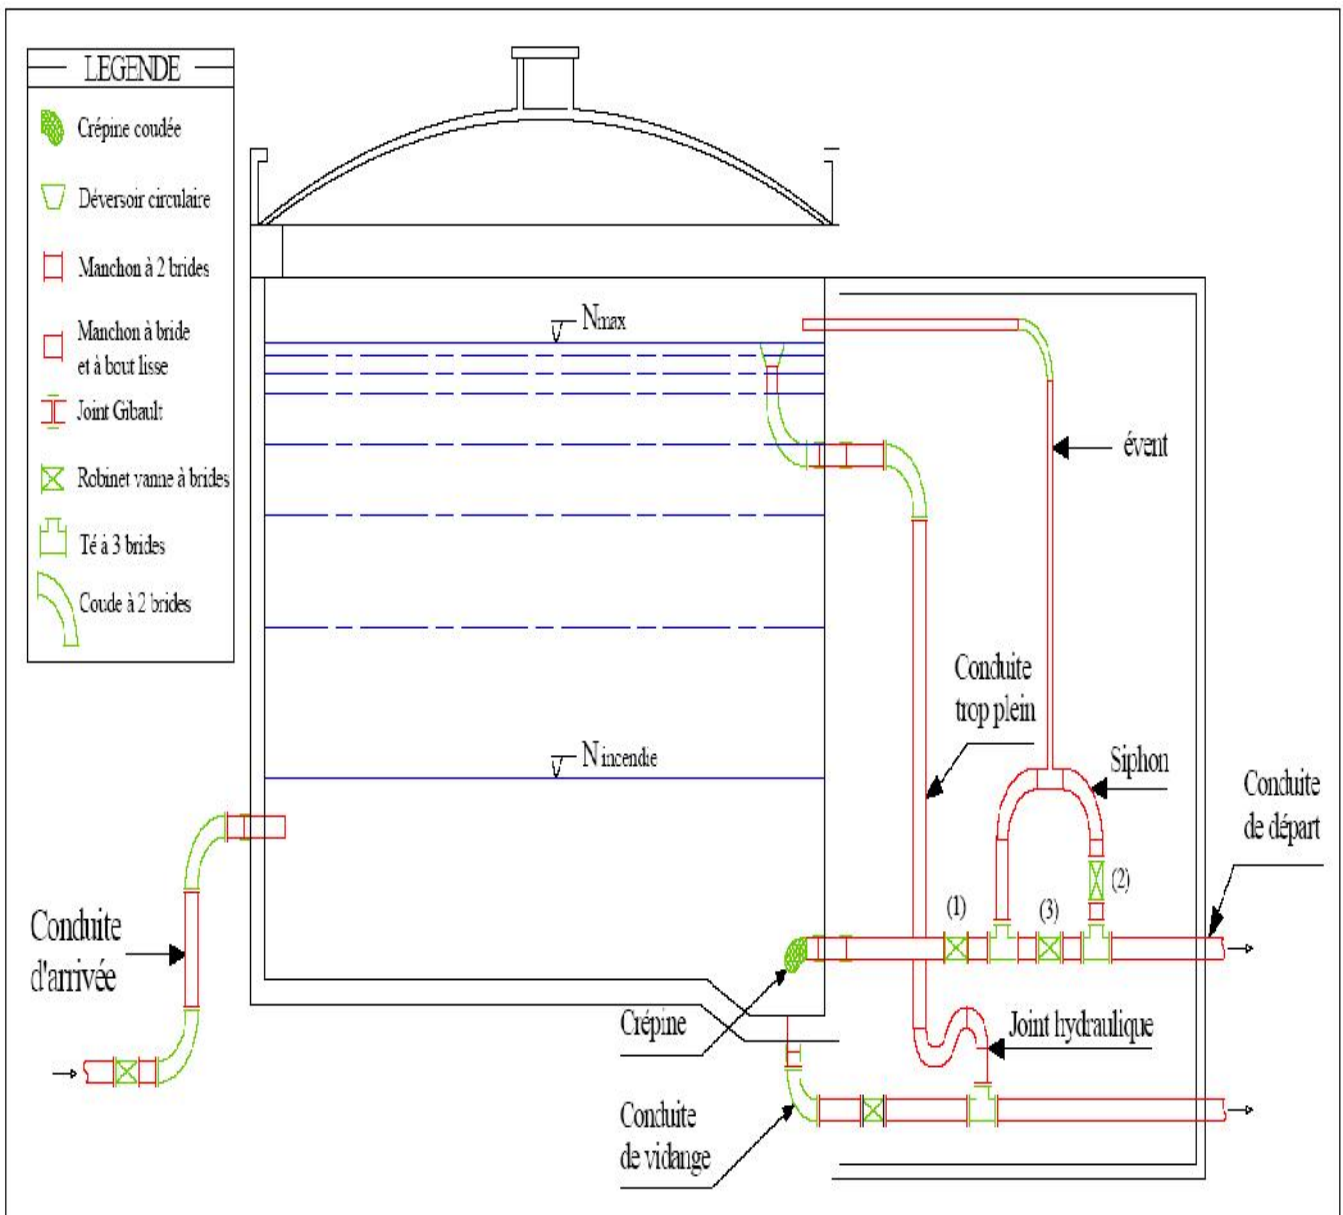 LEGENDE
Crépine coudée
Déversoir circulaire
Manchon à 2 brides
Manchon à bride
et à bout lisse
Joint Gibault
Robinet vanne à brides
Té à 3 brides
Coude à 2 brides
Nmax
évent
Conduite
trop plein
N incendie
Siphon
Conduite
de départ
(2)
(1)
(3)
Conduite
d'arrivée
Crépine
Joint hydraulique
Conduite
de vidange